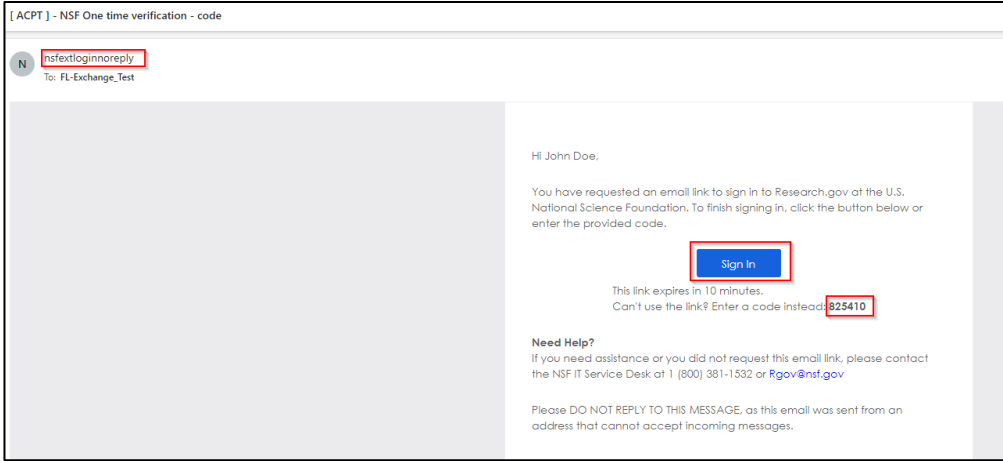 [ ACPT ] - NSF One time verification - code
N
nsfextloginnoreply
To: FL-Exchange_Test
Hi John Doe,
You have requested an email link to sign in to Research.gov at the U.S.
National Science Foundation. To finish signing in, click the button below or
enter the provided code.
Sign In
This link expires in 10 minutes.
Can't use the link? Enter a code instead: 825410
Need Help?
If you need assistance or you did not request this email link, please contact
the NSF IT Service Desk at 1 (800) 381-1532 or Rgov@nsf.gov
Please DO NOT REPLY TO THIS MESSAGE, as this email was sent from an
address that cannot accept incoming messages.